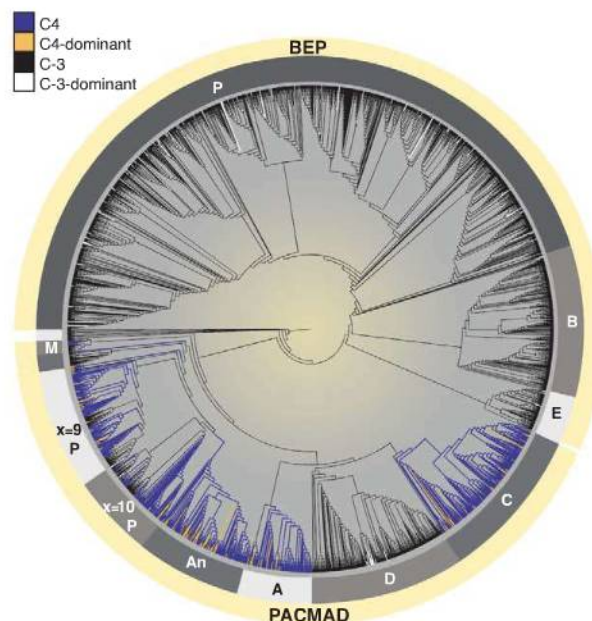 C4
C4-dominant
C-3
C-3-dominant
BEP
P
B
M
E
x=9
P
C
x=10
P
An
A
D
PACMAD